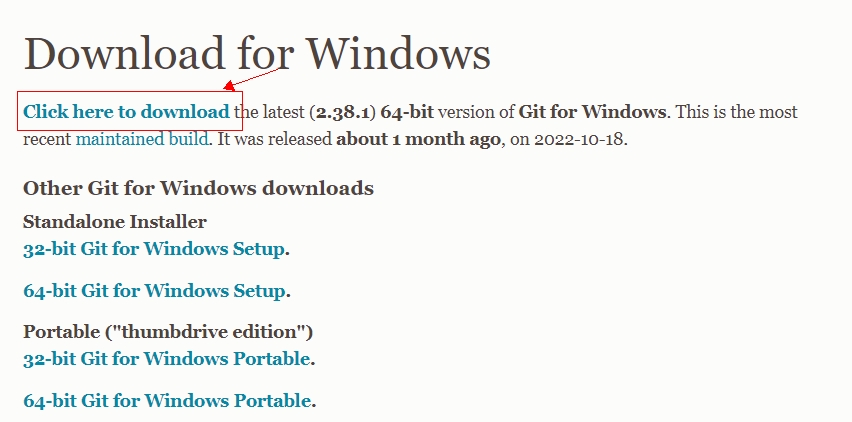 Download for Windows
Click here to download the latest (2.38.1) 64-bit version of Git for Windows. This is the most
recent maintained build. It was released about 1 month ago, on 2022-10-18.
Other Git for Windows downloads
Standalone Installer
32-bit Git for Windows Setup.
64-bit Git for Windows Setup.
Portable ("thumbdrive edition")
32-bit Git for Windows Portable.
64-bit Git for Windows Portable.